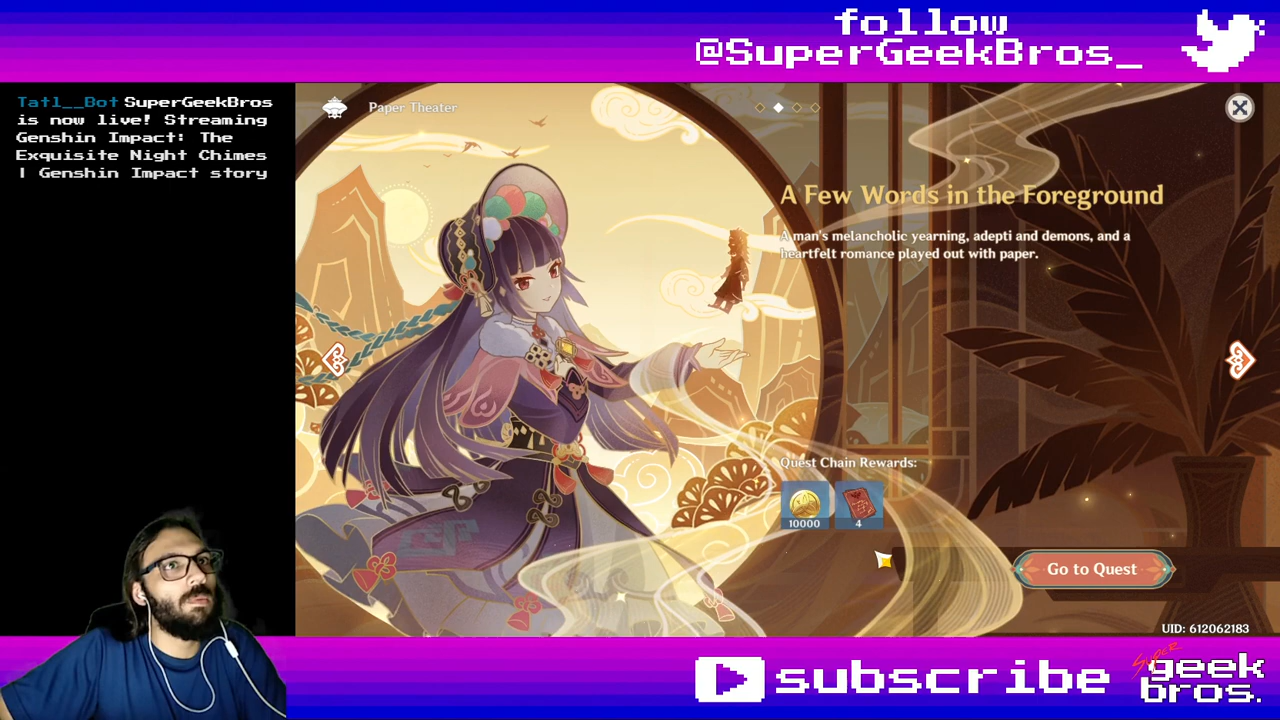 follow
@SuperGeekBros_
Tatl__Bot SuperGeekBros
is now live! Streaming
Genshin Impact: The
Exquisite Night Chimes
| Genshin Impact story
Paper Theater
A Few Words in the Foreground
A man's melancholic yearning, adepti and demons, and a
heartfelt romance played out with paper.
Quest Chain Rewards:
10000
4
Go to Quest
UID: 612062183
subscribe
super
geek
bros.